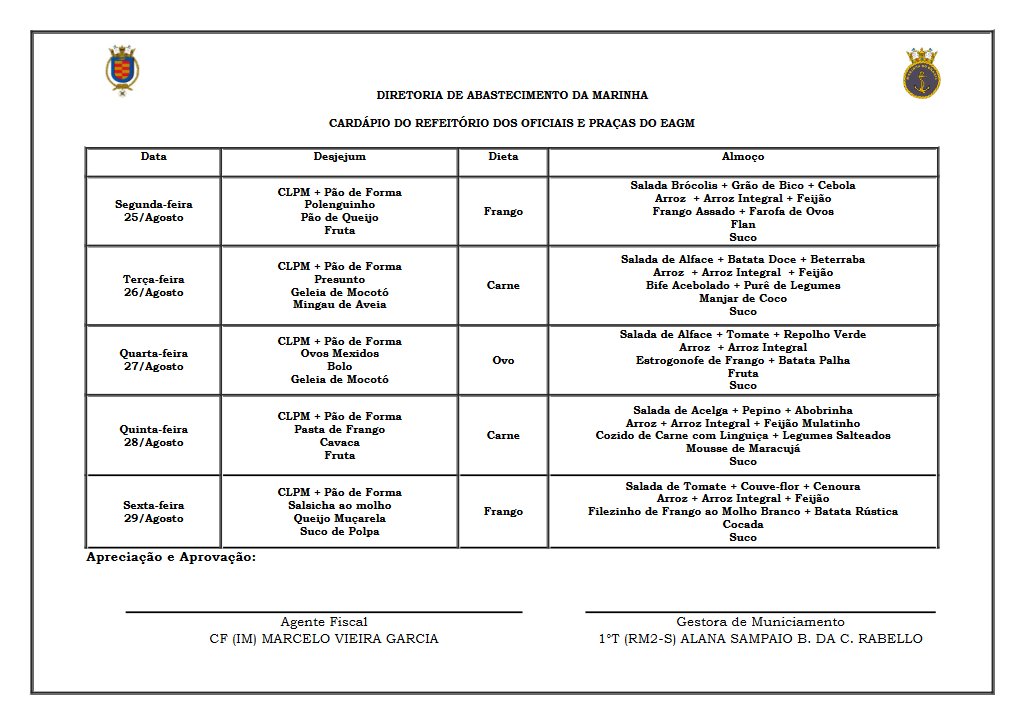 DIRETORIA DE ABASTECIMENTO DA MARINHA
CARDÁPIO DO REFEITÓRIO DOS OFICIAIS E PRAÇAS DO EAGM
Data Desjejum Dieta Almoço
Segunda-feira
25/Agosto
CLPM + Pão de Forma
Polenguinho
Pão de Queijo
Fruta
Frango
Salada Brócolis + Grão de Bico + Cebola
Arroz + Arroz Integral + Feijão
Frango Assado + Farofa de Ovos
Flan
Suco
Terça-feira
26/Agosto
CLPM + Pão de Forma
Presunto
Geleia de Mocotó
Mingau de Aveia
Carne
Salada de Alface + Batata Doce + Beterraba
Arroz + Arroz Integral + Feijão
Bife Acebolado + Purê de Legumes
Manjar de Coco
Suco
Quarta-feira
27/Agosto
CLPM + Pão de Forma
Ovos Mexidos
Bolo
Geleia de Mocotó
Ovo
Salada de Alface + Tomate + Repolho Verde
Arroz + Arroz Integral
Estrogonofe de Frango + Batata Palha
Fruta
Suco
Quinta-feira
28/Agosto
CLPM + Pão de Forma
Pasta de Frango
Cavaca
Fruta
Carne
Salada de Acelga + Pepino + Abobrinha
Arroz + Arroz Integral + Feijão Mulatinho
Cozido de Carne com Linguiça + Legumes Salteados
Mousse de Maracujá
Suco
Sexta-feira
29/Agosto
CLPM + Pão de Forma
Salsicha ao molho
Queijo Muçarela
Suco de Polpa
Frango
Salada de Tomate + Couve-flor + Cenoura
Arroz + Arroz Integral + Feijão
Filezinho de Frango ao Molho Branco + Batata Rústica
Cocada
Suco
Apreciação e Aprovação:
Agente Fiscal
CF (IM) MARCELO VIEIRA GARCIA
Gestora de Municiamento
1°T (RM2-S) ALANA SAMPAIO B. DA C. RABELLO